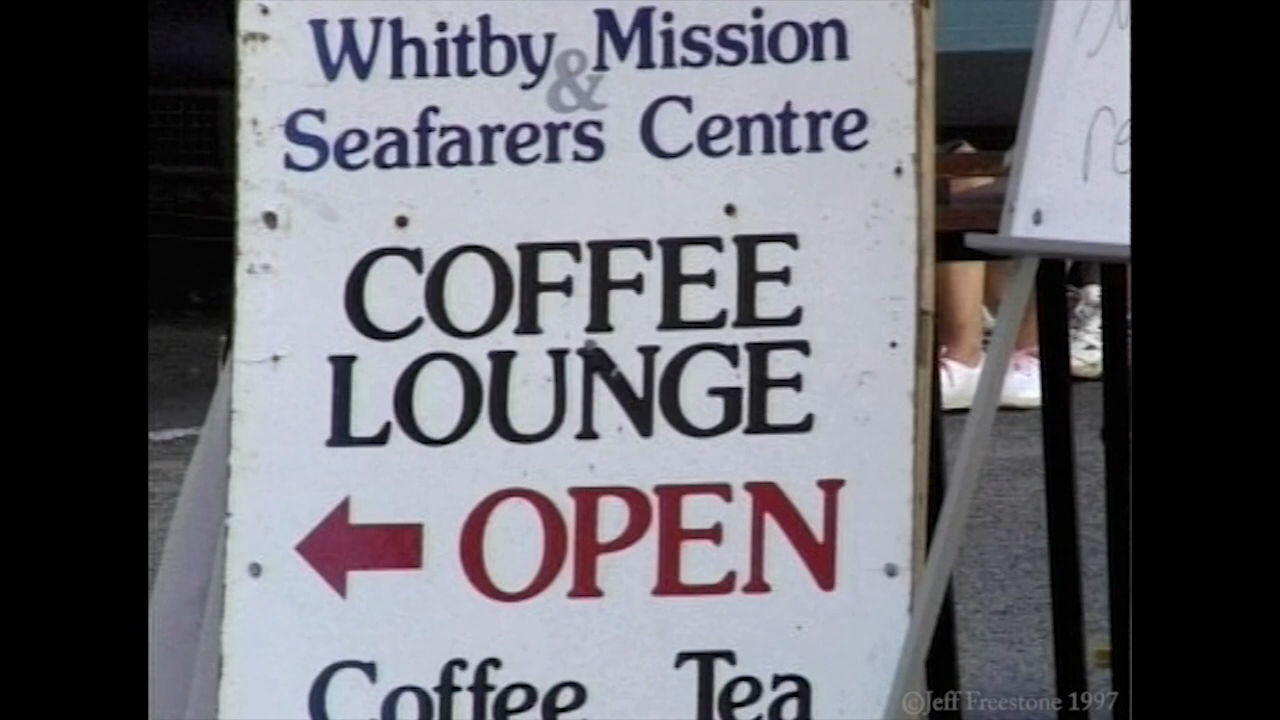 Whitby Mission
&
Seafarers Centre
COFFEE
LOUNGE
OPEN
Coffee Tea
©Jeff Freestone 1997